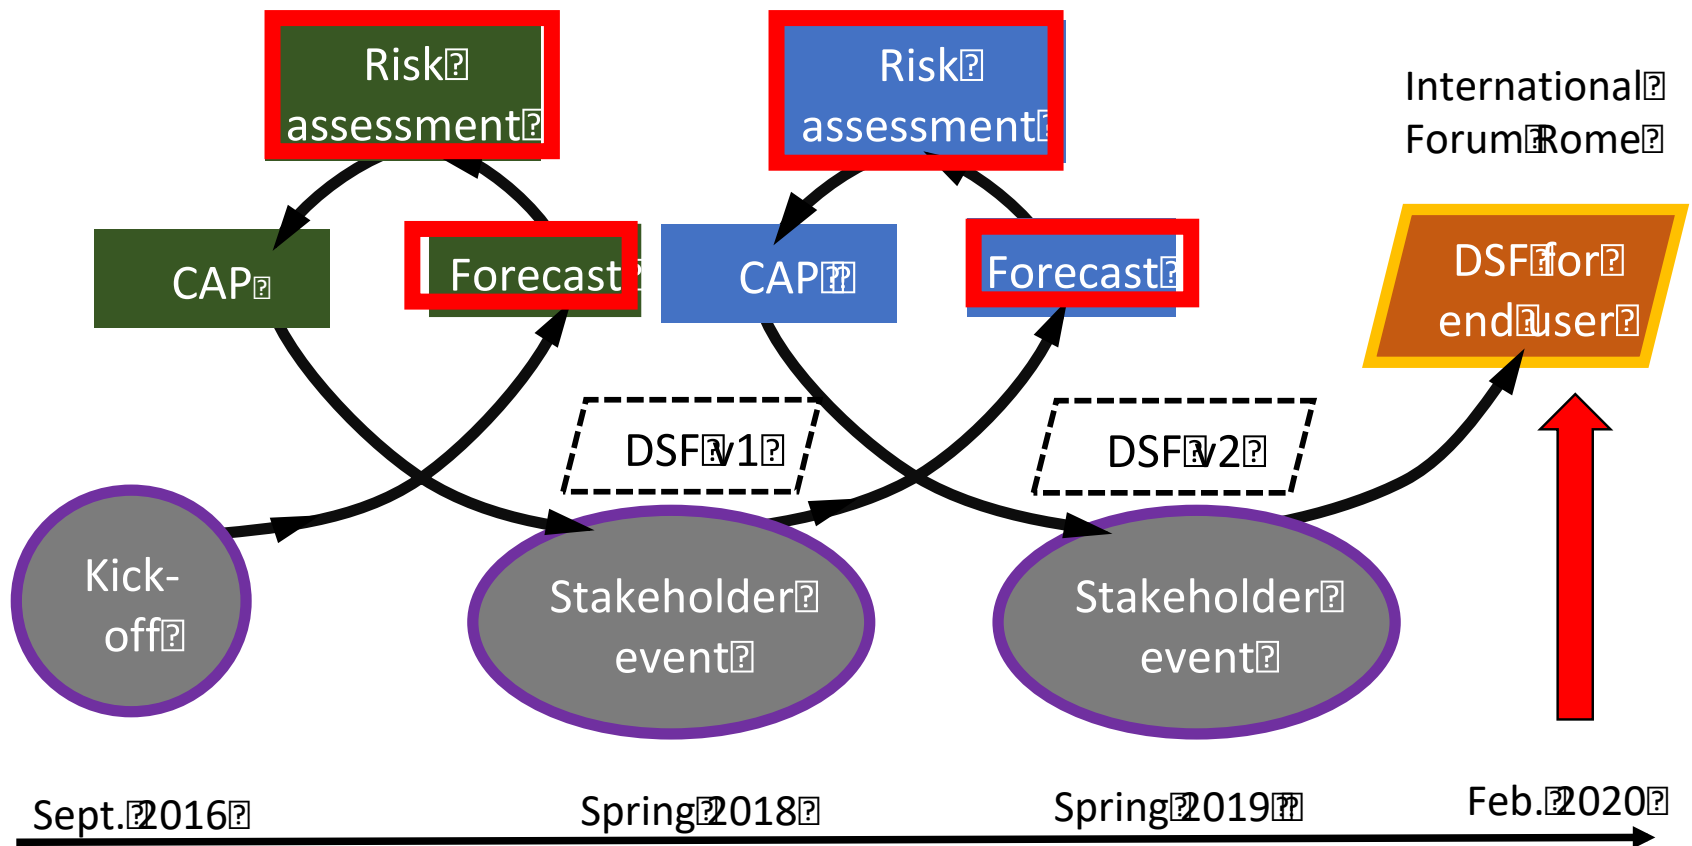 Risk
assessment
Risk
assessment
International
Forum Rome
CAP
Forecast
CAP
Forecast
DSF for
end user
DSF v1
DSF v2
Kick-
off
Stakeholder
event
Stakeholder
event
Sept. 2016
Spring 2018
Spring 2019
Feb. 2020